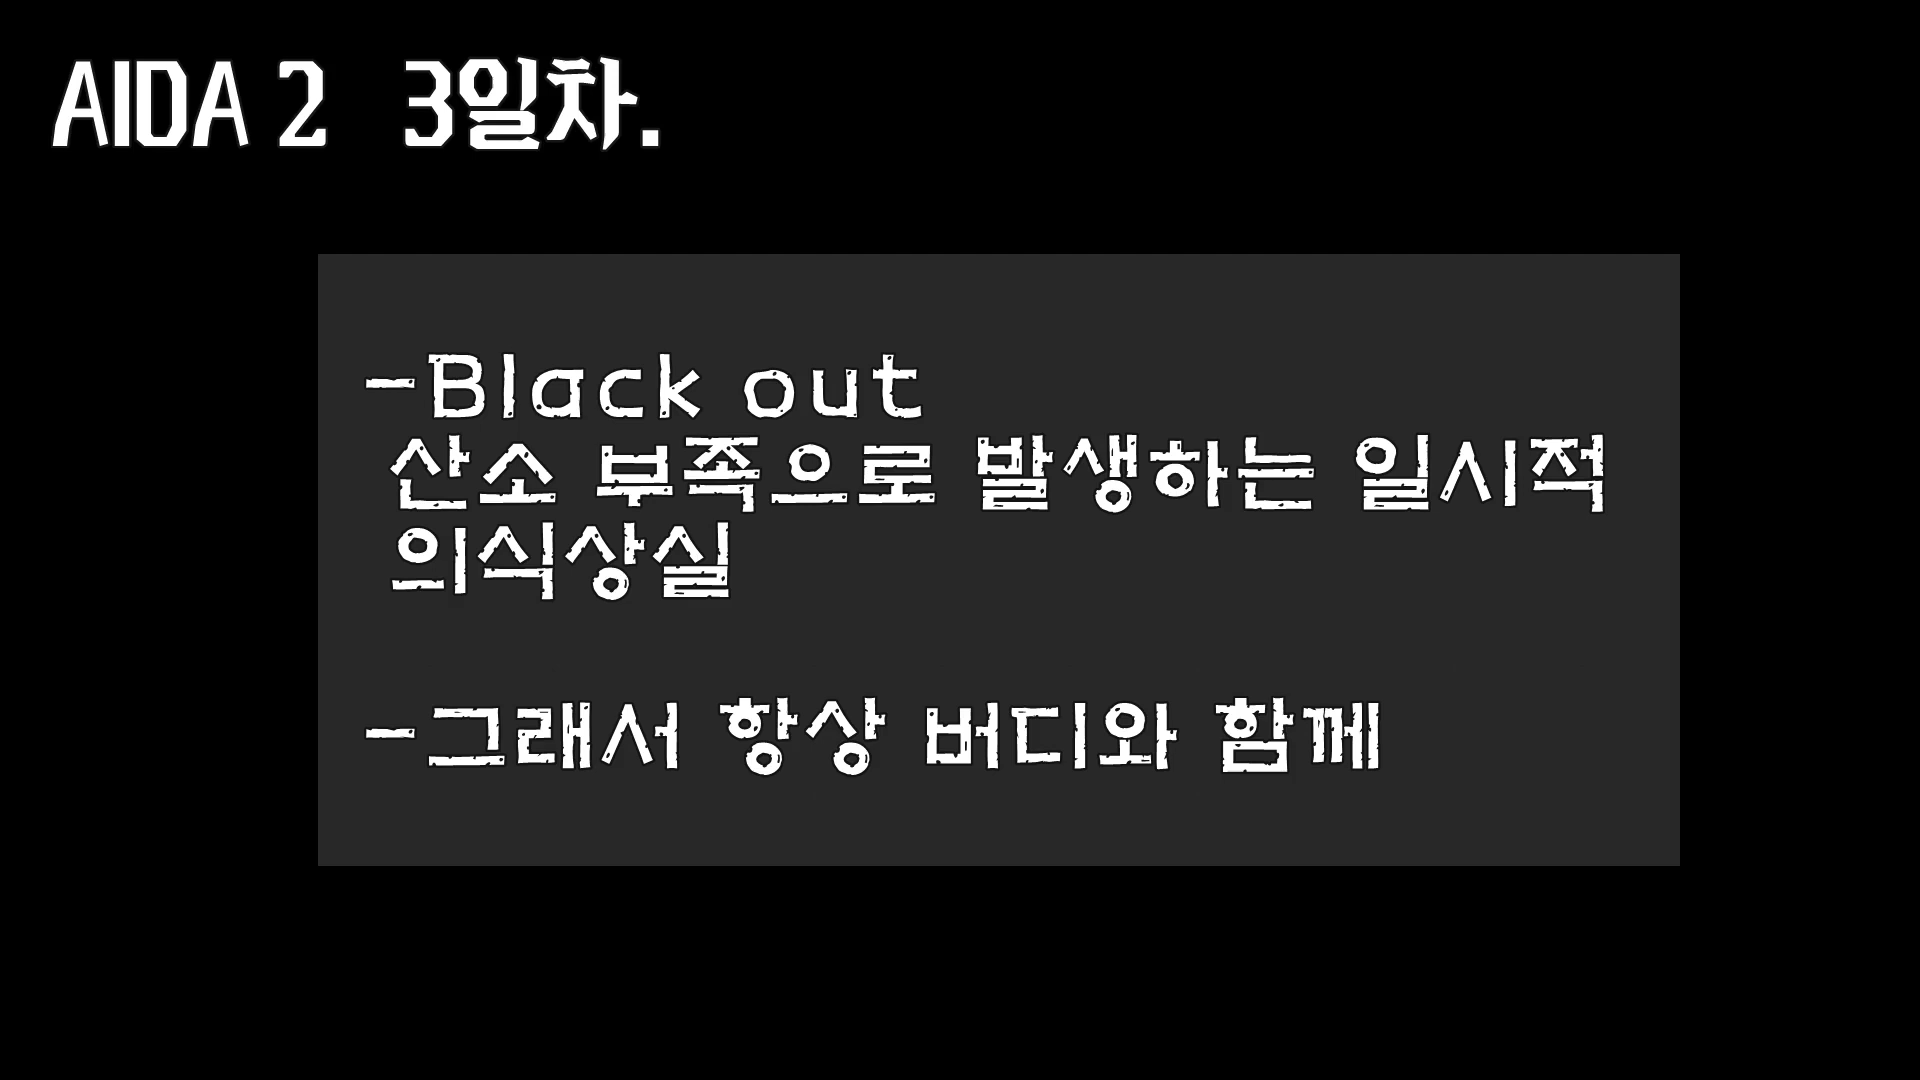 AIDA 2 3일차.
-Black out
산소 부족으로 발생하는 일시적
의식상실
-그래서 항상 버디와 함께